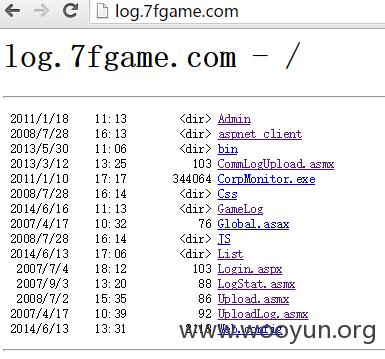 log.7fgame.com
log.7fgame.com - /
2011/1/18 11:13 <dir> Admin
2008/7/28 16:13 <dir> aspnet_client
2013/5/30 11:06 <dir> bin
2013/3/12 13:25 103 CommLogUpload.asmx
2011/1/10 17:17 344064 CorpMonitor.exe
2008/7/28 16:14 <dir> Css
2014/6/16 11:13 <dir> GameLog
2007/4/17 10:32 76 Global.asax
2008/7/28 16:14 <dir> JS
2014/6/13 17:06 <dir> List
2007/7/4 18:12 103 Login.aspx
2007/9/3 13:20 88 LogStat.asmx
2008/7/2 15:35 86 Upload.asmx
2007/4/17 10:39 92 UploadLog.asmx
2014/6/13 13:31 Web.config
www.wooyun.org